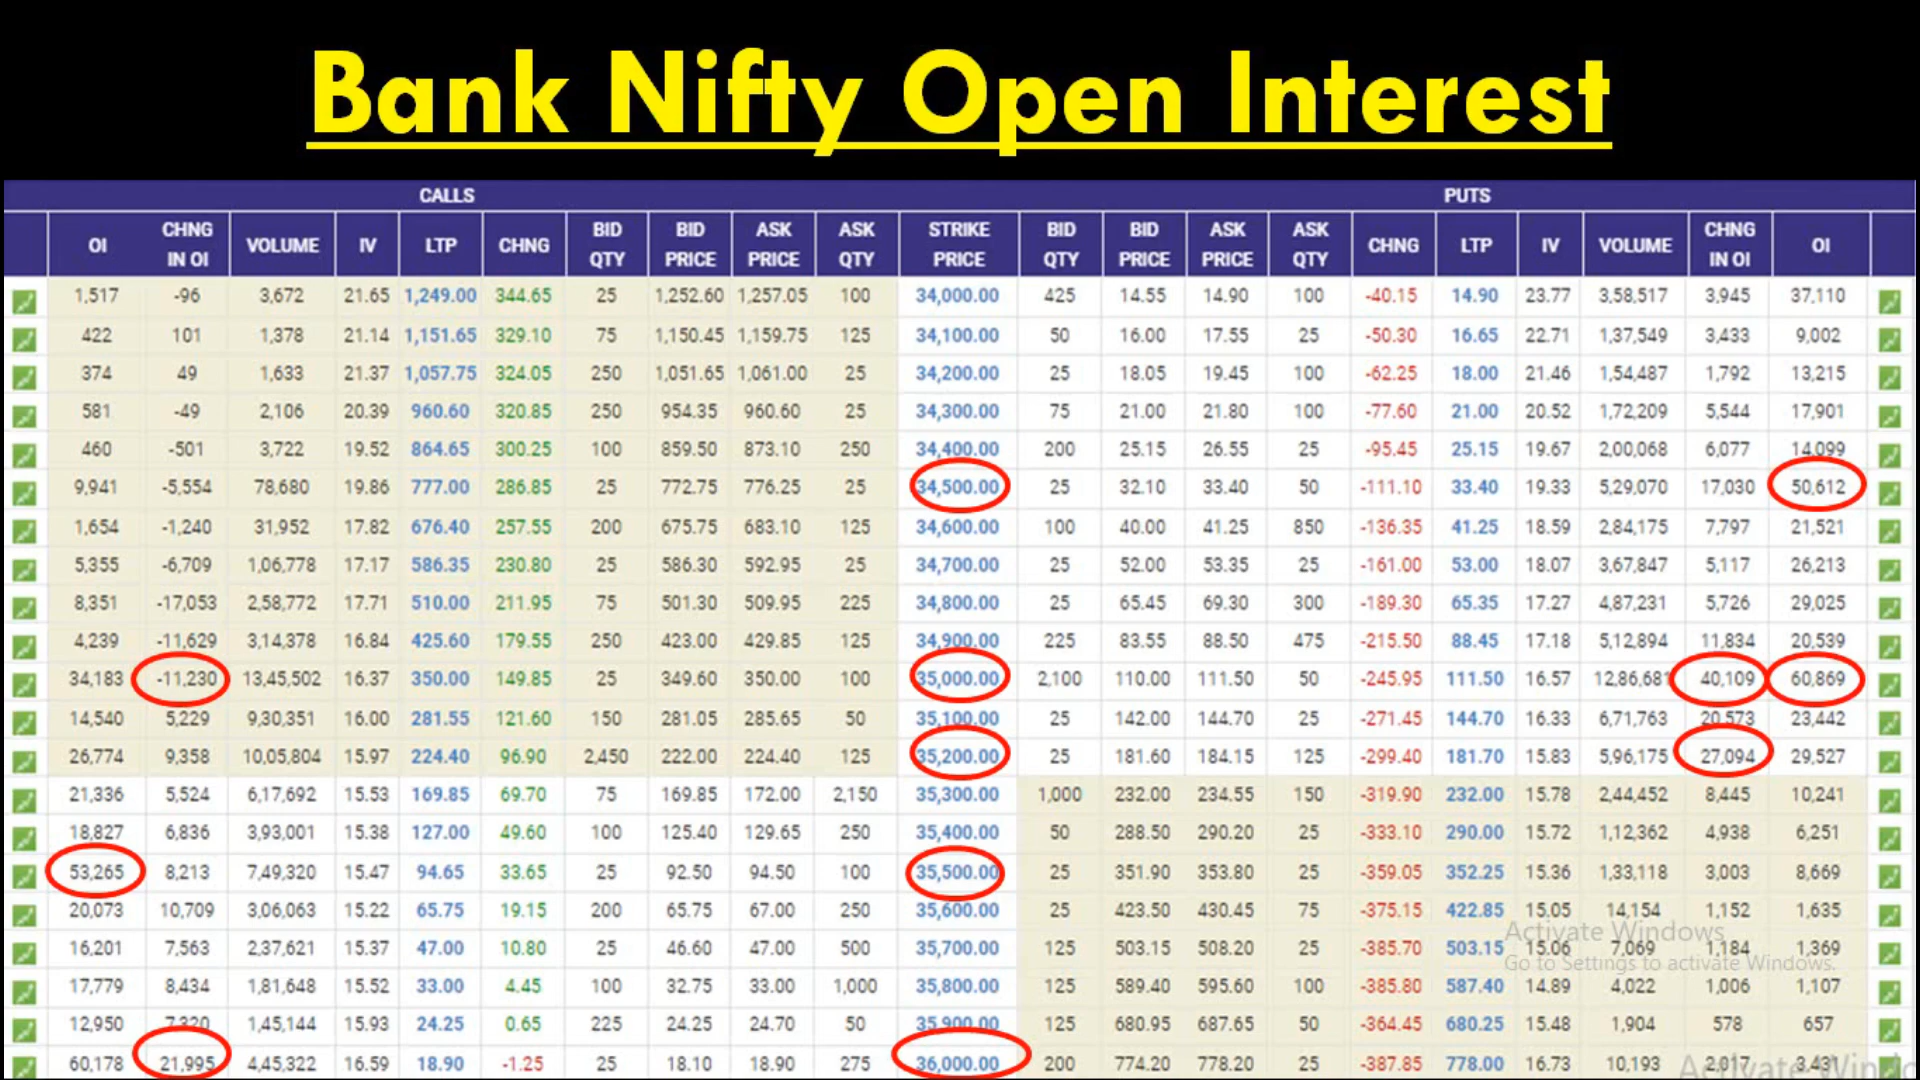 Bank Nifty Open Interest
CALLS PUTS
OI CHNG IN OI VOLUME IV LTP CHNG BID QTY BID PRICE ASK PRICE ASK QTY STRIKE PRICE BID QTY BID PRICE ASK PRICE ASK QTY CHNG LTP IV VOLUME CHNG IN OI OI
1,517 -96 3,672 21.65 1,249.00 344.65 25 1,252.60 1,257.05 100 34,000.00 425 14.55 14.90 100 -40.15 14.90 23.77 3,58,517 3,945 37,110
422 101 1,378 21.14 1,151.65 329.10 75 1,150.45 1,159.75 125 34,100.00 50 16.00 17.55 25 -50.30 16.65 22.71 1,37,549 3,433 9,002
374 49 1,633 21.37 1,057.75 324.05 250 1,051.65 1,061.00 25 34,200.00 25 18.05 19.45 100 -62.25 18.00 21.46 1,54,487 1,792 13,215
581 -49 2,106 20.39 960.60 320.85 250 954.35 960.60 25 34,300.00 75 21.00 21.80 100 -77.60 21.00 20.52 1,72,209 5,544 17,901
460 -501 3,722 19.52 864.65 300.25 100 859.50 873.10 250 34,400.00 200 25.15 26.55 25 -95.45 25.15 19.67 2,00,068 6,077 14,099
9,941 -5,554 78,680 19.86 777.00 286.85 25 772.75 776.25 25 34,500.00 25 32.10 33.40 50 -111.10 33.40 19.33 5,29,070 17,030 50,612
1,654 -1,240 31,952 17.82 676.40 257.55 200 675.75 683.10 125 34,600.00 100 40.00 41.25 850 -136.35 41.25 18.59 2,84,175 7,797 21,521
5,355 -6,709 1,06,778 17.17 586.35 230.80 25 586.30 592.95 25 34,700.00 25 52.00 53.35 25 -161.00 53.00 18.07 3,67,847 5,117 26,213
8,351 -17,053 2,58,772 17.71 510.00 211.95 75 501.30 509.95 225 34,800.00 25 65.45 69.30 300 -189.30 65.35 17.27 4,87,231 5,726 29,025
4,239 -11,629 3,14,378 16.84 425.60 179.55 250 423.00 429.85 125 34,900.00 225 83.55 88.50 475 -215.50 88.45 17.18 5,12,894 11,834 20,539
34,183 -11,230 13,45,502 16.37 350.00 149.85 25 349.60 350.00 100 35,000.00 2,100 110.00 111.50 50 -245.95 111.50 16.57 12,86,681 40,109 60,869
14,540 5,229 9,30,351 16.00 281.55 121.60 150 281.05 285.65 50 35,100.00 25 142.00 144.70 25 -271.45 144.70 16.33 6,71,763 20,573 23,442
26,774 9,358 10,05,804 15.97 224.40 96.90 2,450 222.00 224.40 125 35,200.00 25 181.60 184.15 125 -299.40 181.70 15.83 5,96,175 27,094 29,527
21,336 5,524 6,17,692 15.53 169.85 69.70 75 169.85 172.00 2,150 35,300.00 1,000 232.00 234.55 150 -319.90 232.00 15.78 2,44,452 8,445 10,241
18,827 6,836 3,93,001 15.38 127.00 49.60 100 125.40 129.65 250 35,400.00 50 288.50 290.20 25 -333.10 290.00 15.72 1,12,362 4,938 6,251
53,265 8,213 7,49,320 15.47 94.65 33.65 25 92.50 94.50 100 35,500.00 25 351.90 353.80 25 -359.05 352.25 15.36 1,33,118 3,003 8,669
20,073 10,709 3,06,063 15.22 65.75 19.15 200 65.75 67.00 250 35,600.00 25 423.50 430.45 75 -375.15 422.85 15.05 14,154 1,152 1,635
Activate Windows
16,201 7,563 2,37,621 15.37 47.00 10.80 25 46.60 47.00 500 35,700.00 125 503.15 508.20 25 -385.70 503.15 15.06 7,069 1,184 1,369
Go to Settings to activate Windows.
17,779 8,434 1,81,648 15.52 33.00 4.45 100 32.75 33.00 1,000 35,800.00 125 589.40 595.60 100 -385.80 587.40 14.89 4,022 1,006 1,107
12,950 7,320 1,45,144 15.93 24.25 0.65 225 24.25 24.70 50 35,900.00 125 680.95 687.65 50 -364.45 680.25 15.48 1,904 578 657
60,178 21,995 4,45,322 16.59 18.90 -1.25 25 18.10 18.90 275 36,000.00 200 774.20 778.20 25 -387.85 778.00 16.73 10,193
Activate